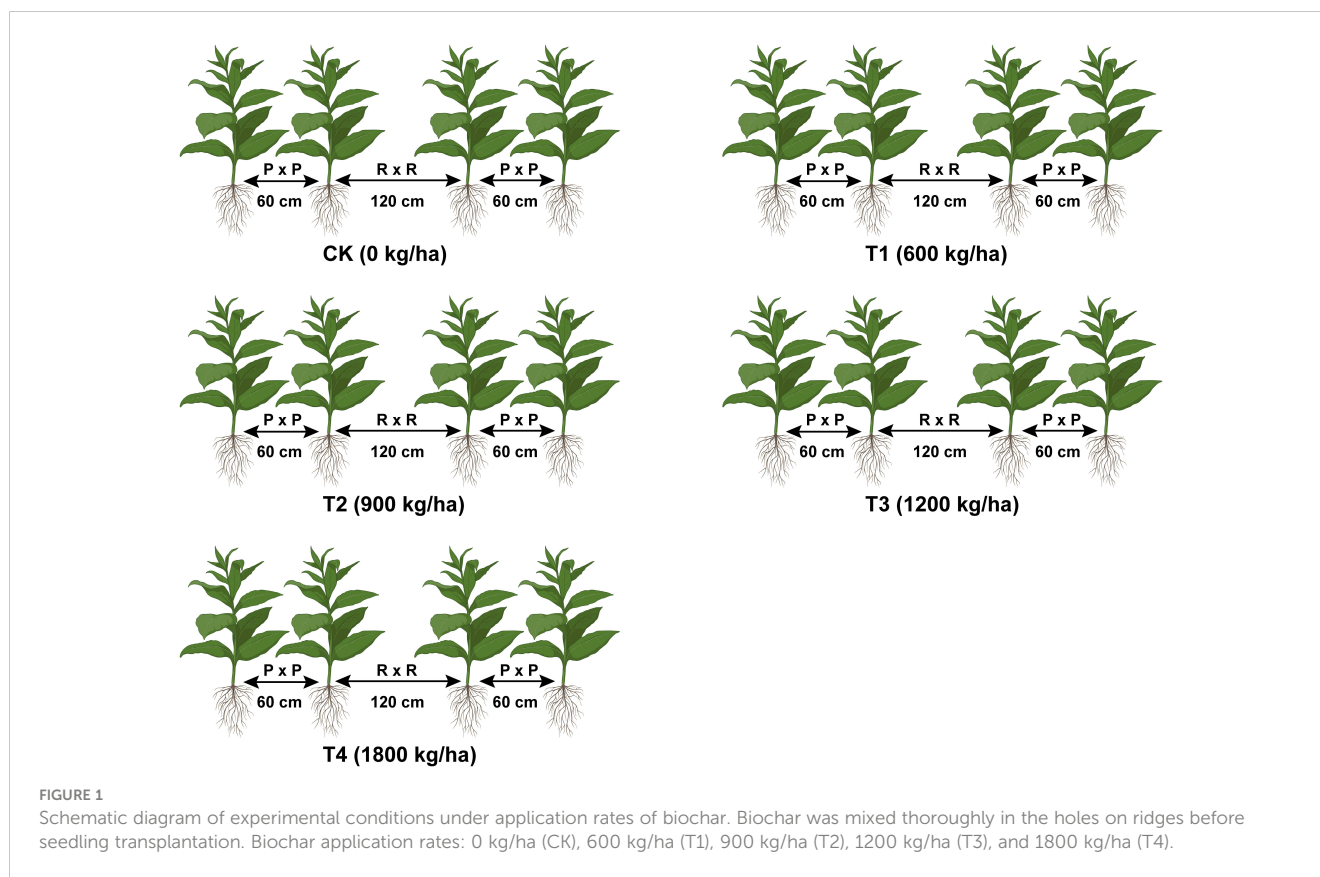 P x P R x R P x P
60 cm 120 cm 60 cm
CK (0 kg/ha)
P x P R x R P x P
60 cm 120 cm 60 cm
T1 (600 kg/ha)
P x P R x R P x P
60 cm 120 cm 60 cm
T2 (900 kg/ha)
P x P R x R P x P
60 cm 120 cm 60 cm
T3 (1200 kg/ha)
P x P R x R P x P
60 cm 120 cm 60 cm
T4 (1800 kg/ha)
FIGURE 1
Schematic diagram of experimental conditions under application rates of biochar. Biochar was mixed thoroughly in the holes on ridges before
seedling transplantation. Biochar application rates: 0 kg/ha (CK), 600 kg/ha (T1), 900 kg/ha (T2), 1200 kg/ha (T3), and 1800 kg/ha (T4).